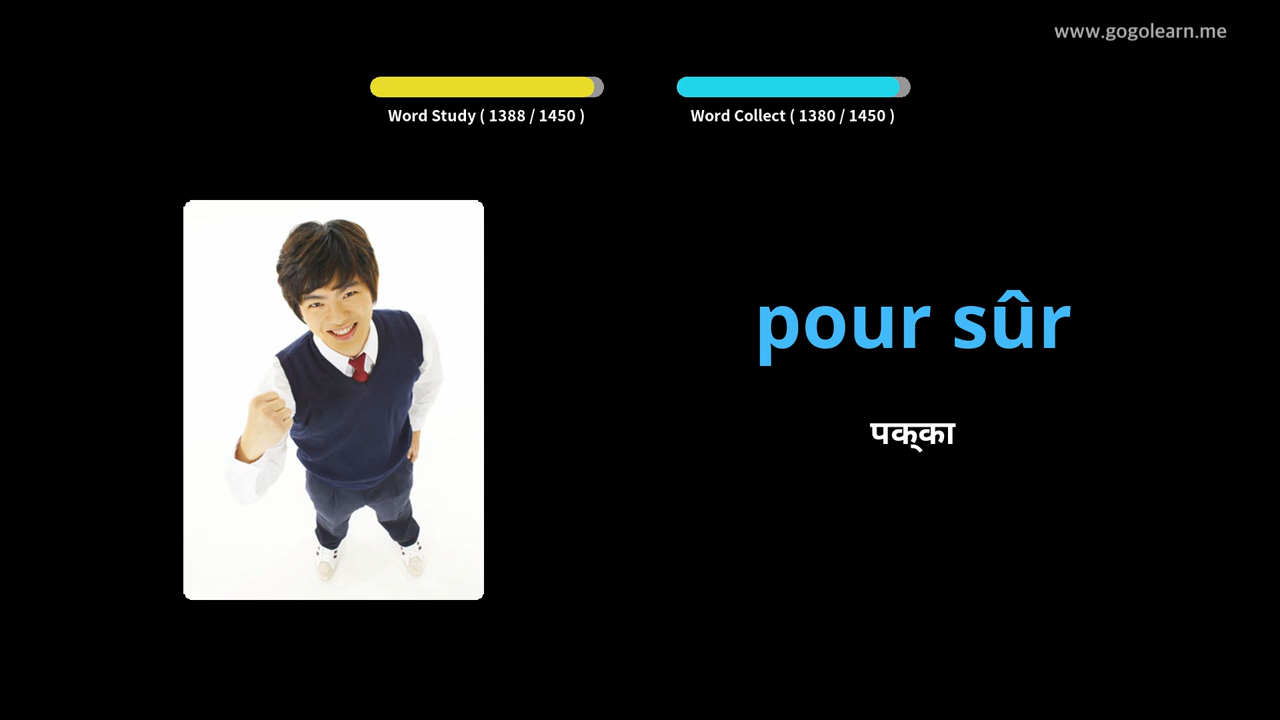 www.gogolearn.me
Word Study ( 1388 / 1450 )
Word Collect ( 1380 / 1450 )
pour sûr
पक्का